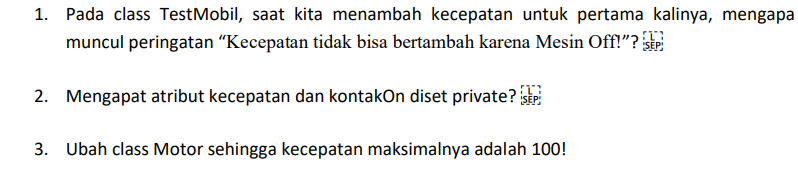 1. Pada class TestMobil, saat kita menambah kecepatan untuk pertama kalinya, mengapa
muncul peringatan “Kecepatan tidak bisa bertambah karena Mesin Off!”? L SEP
2. Mengapat atribut kecepatan dan kontakOn diset private? L SEP
3. Ubah class Motor sehingga kecepatan maksimalnya adalah 100!